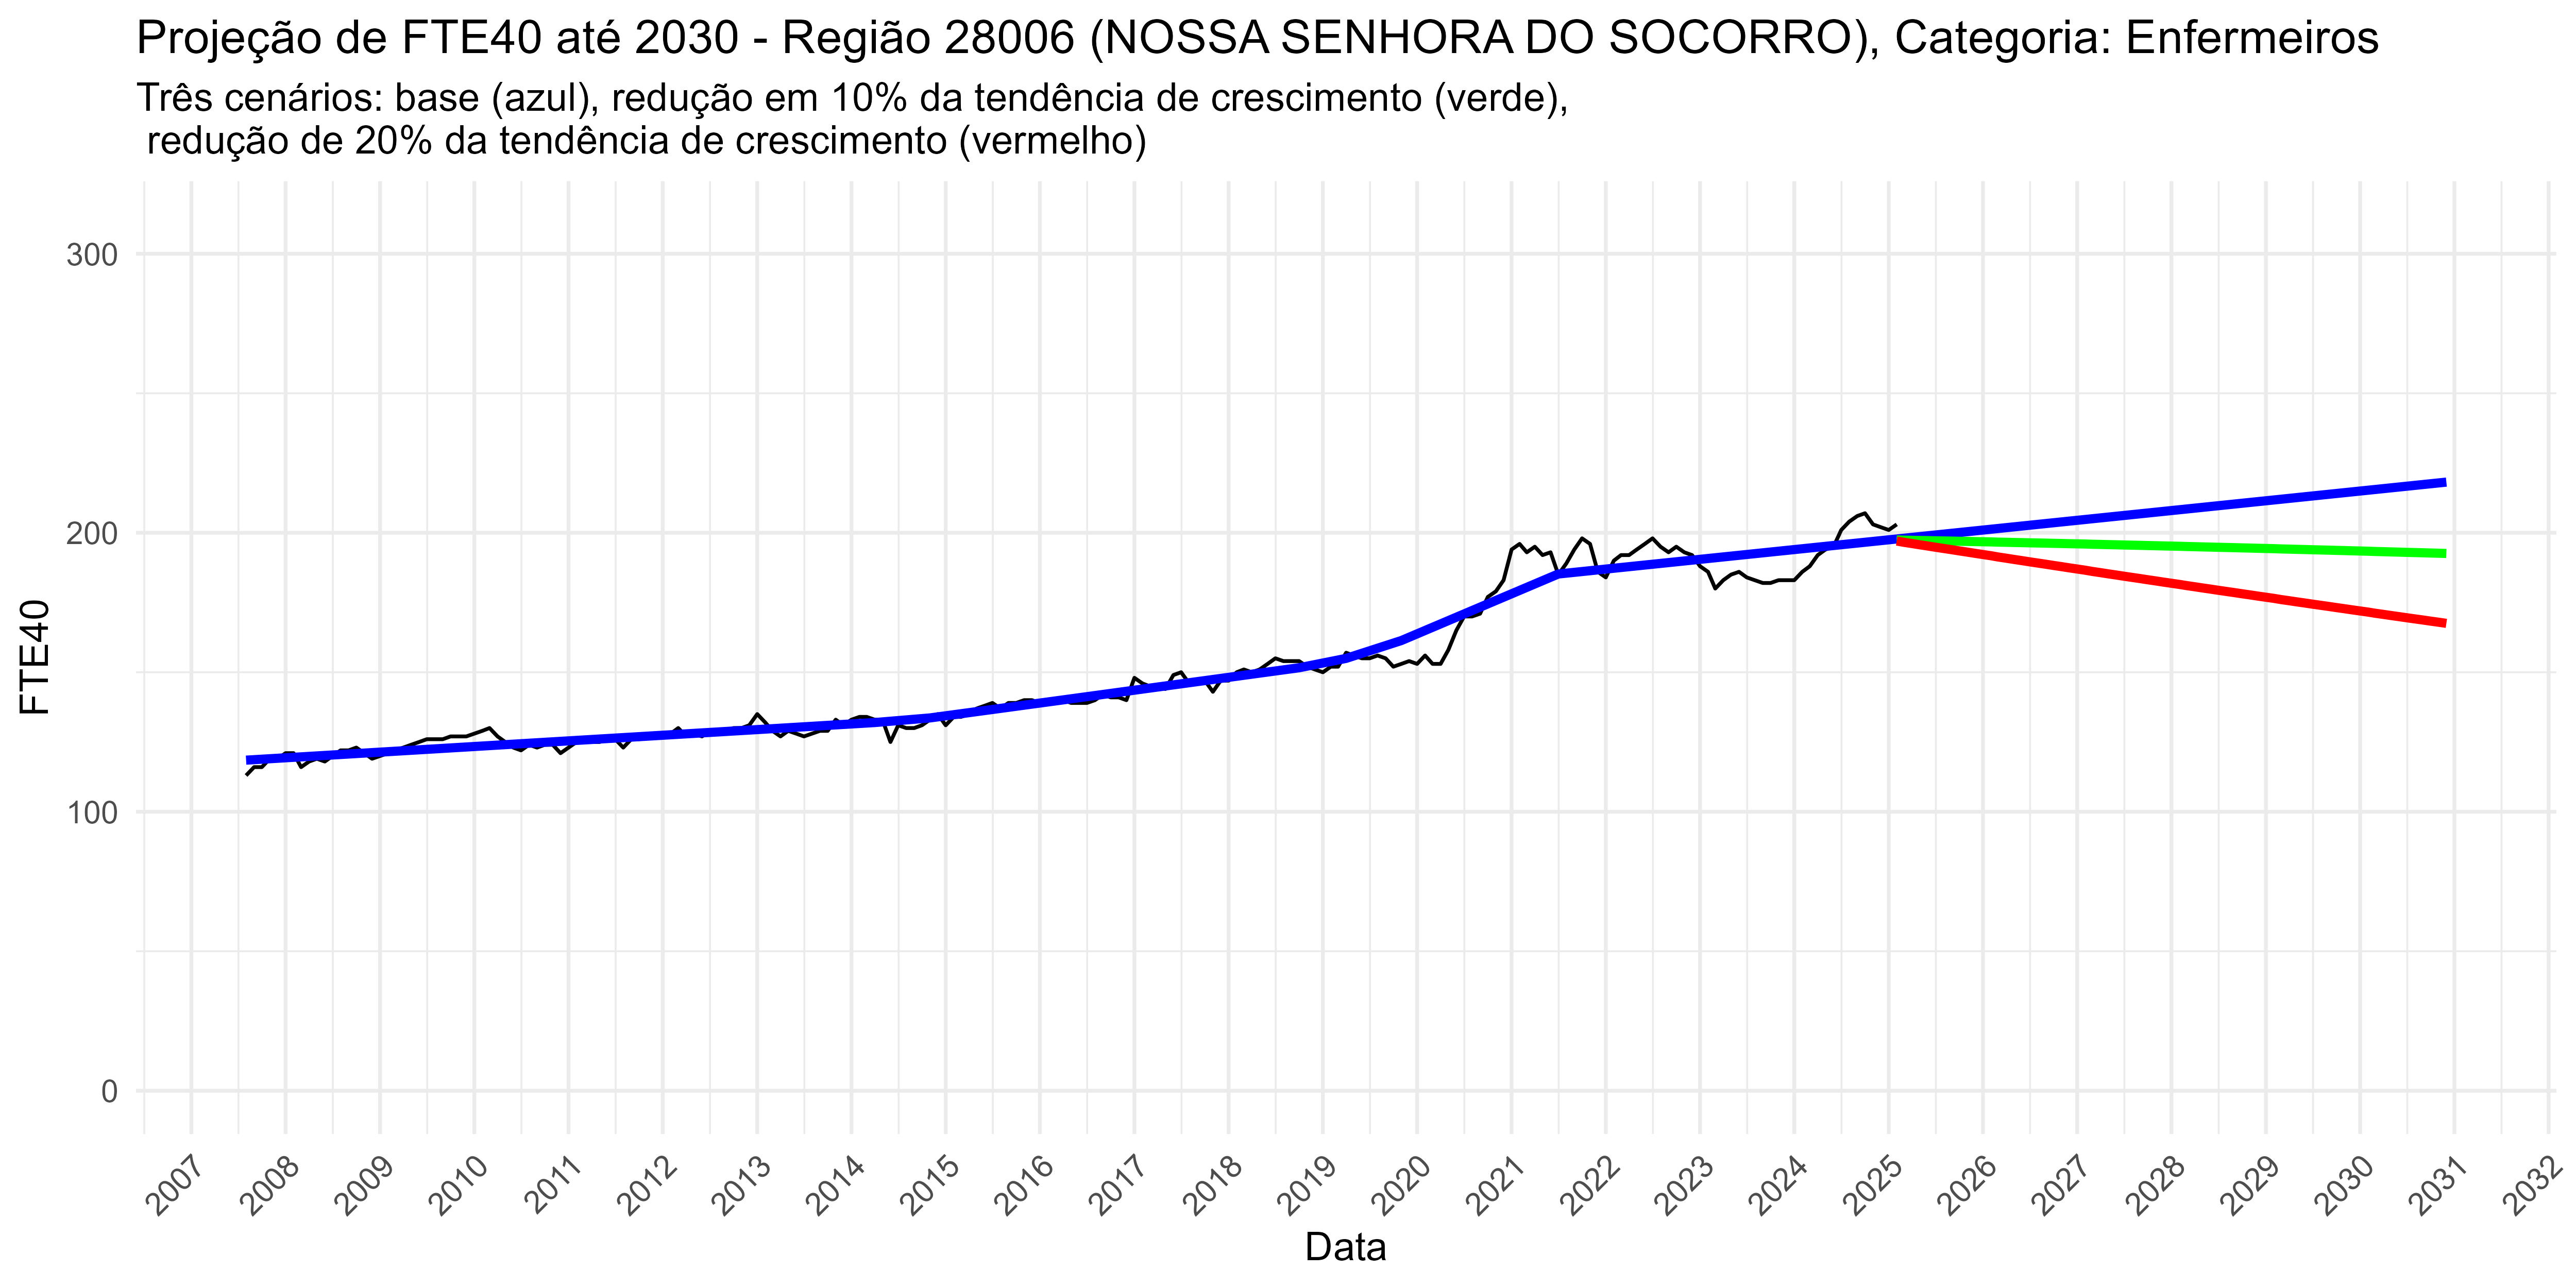 Projeção de FTE40 até 2030 - Região 28006 (NOSSA SENHORA DO SOCORRO), Categoria: Enfermeiros
Três cenários: base (azul), redução em 10% da tendência de crescimento (verde),
redução de 20% da tendência de crescimento (vermelho)
FTE40
300
200
100
0
2007 2008 2009 2010 2011 2012 2013 2014 2015 2016 2017 2018 2019 2020 2021 2022 2023 2024 2025 2026 2027 2028 2029 2030 2031 2032
Data